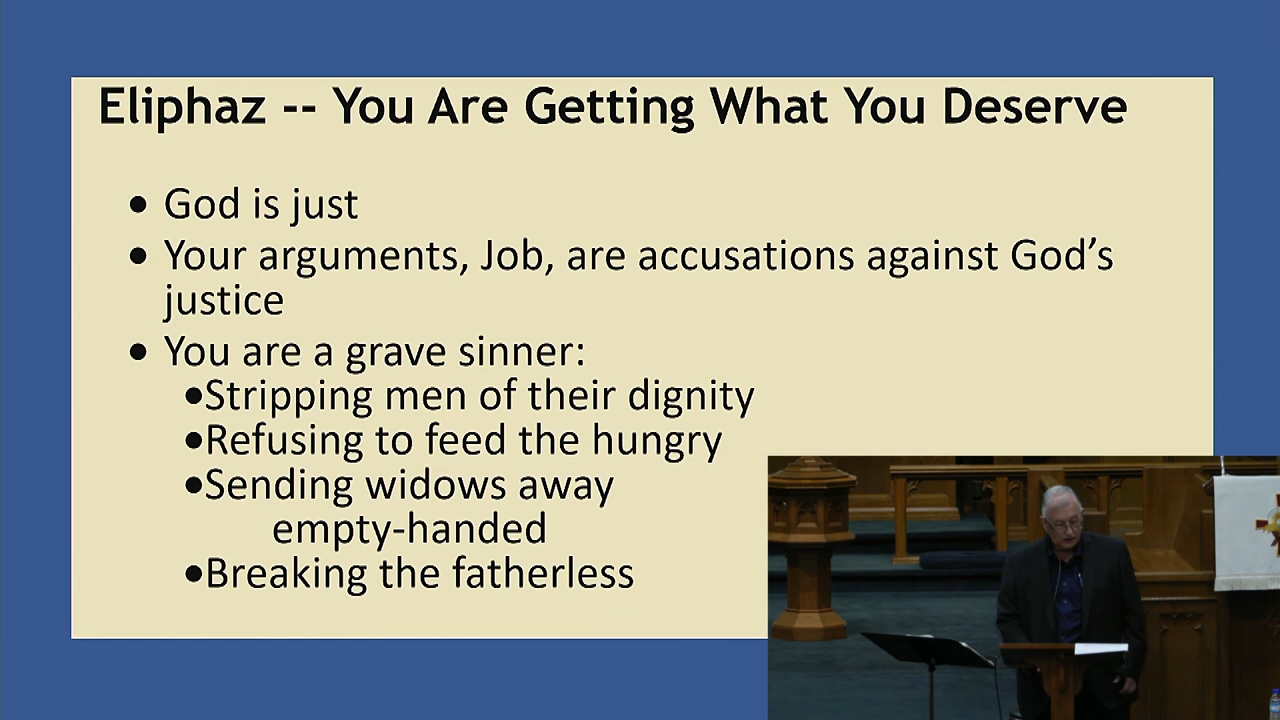 Eliphaz -- You Are Getting What You Deserve
• God is just
• Your arguments, Job, are accusations against God’s
justice
• You are a grave sinner:
•Stripping men of their dignity
•Refusing to feed the hungry
•Sending widows away
empty-handed
•Breaking the fatherless